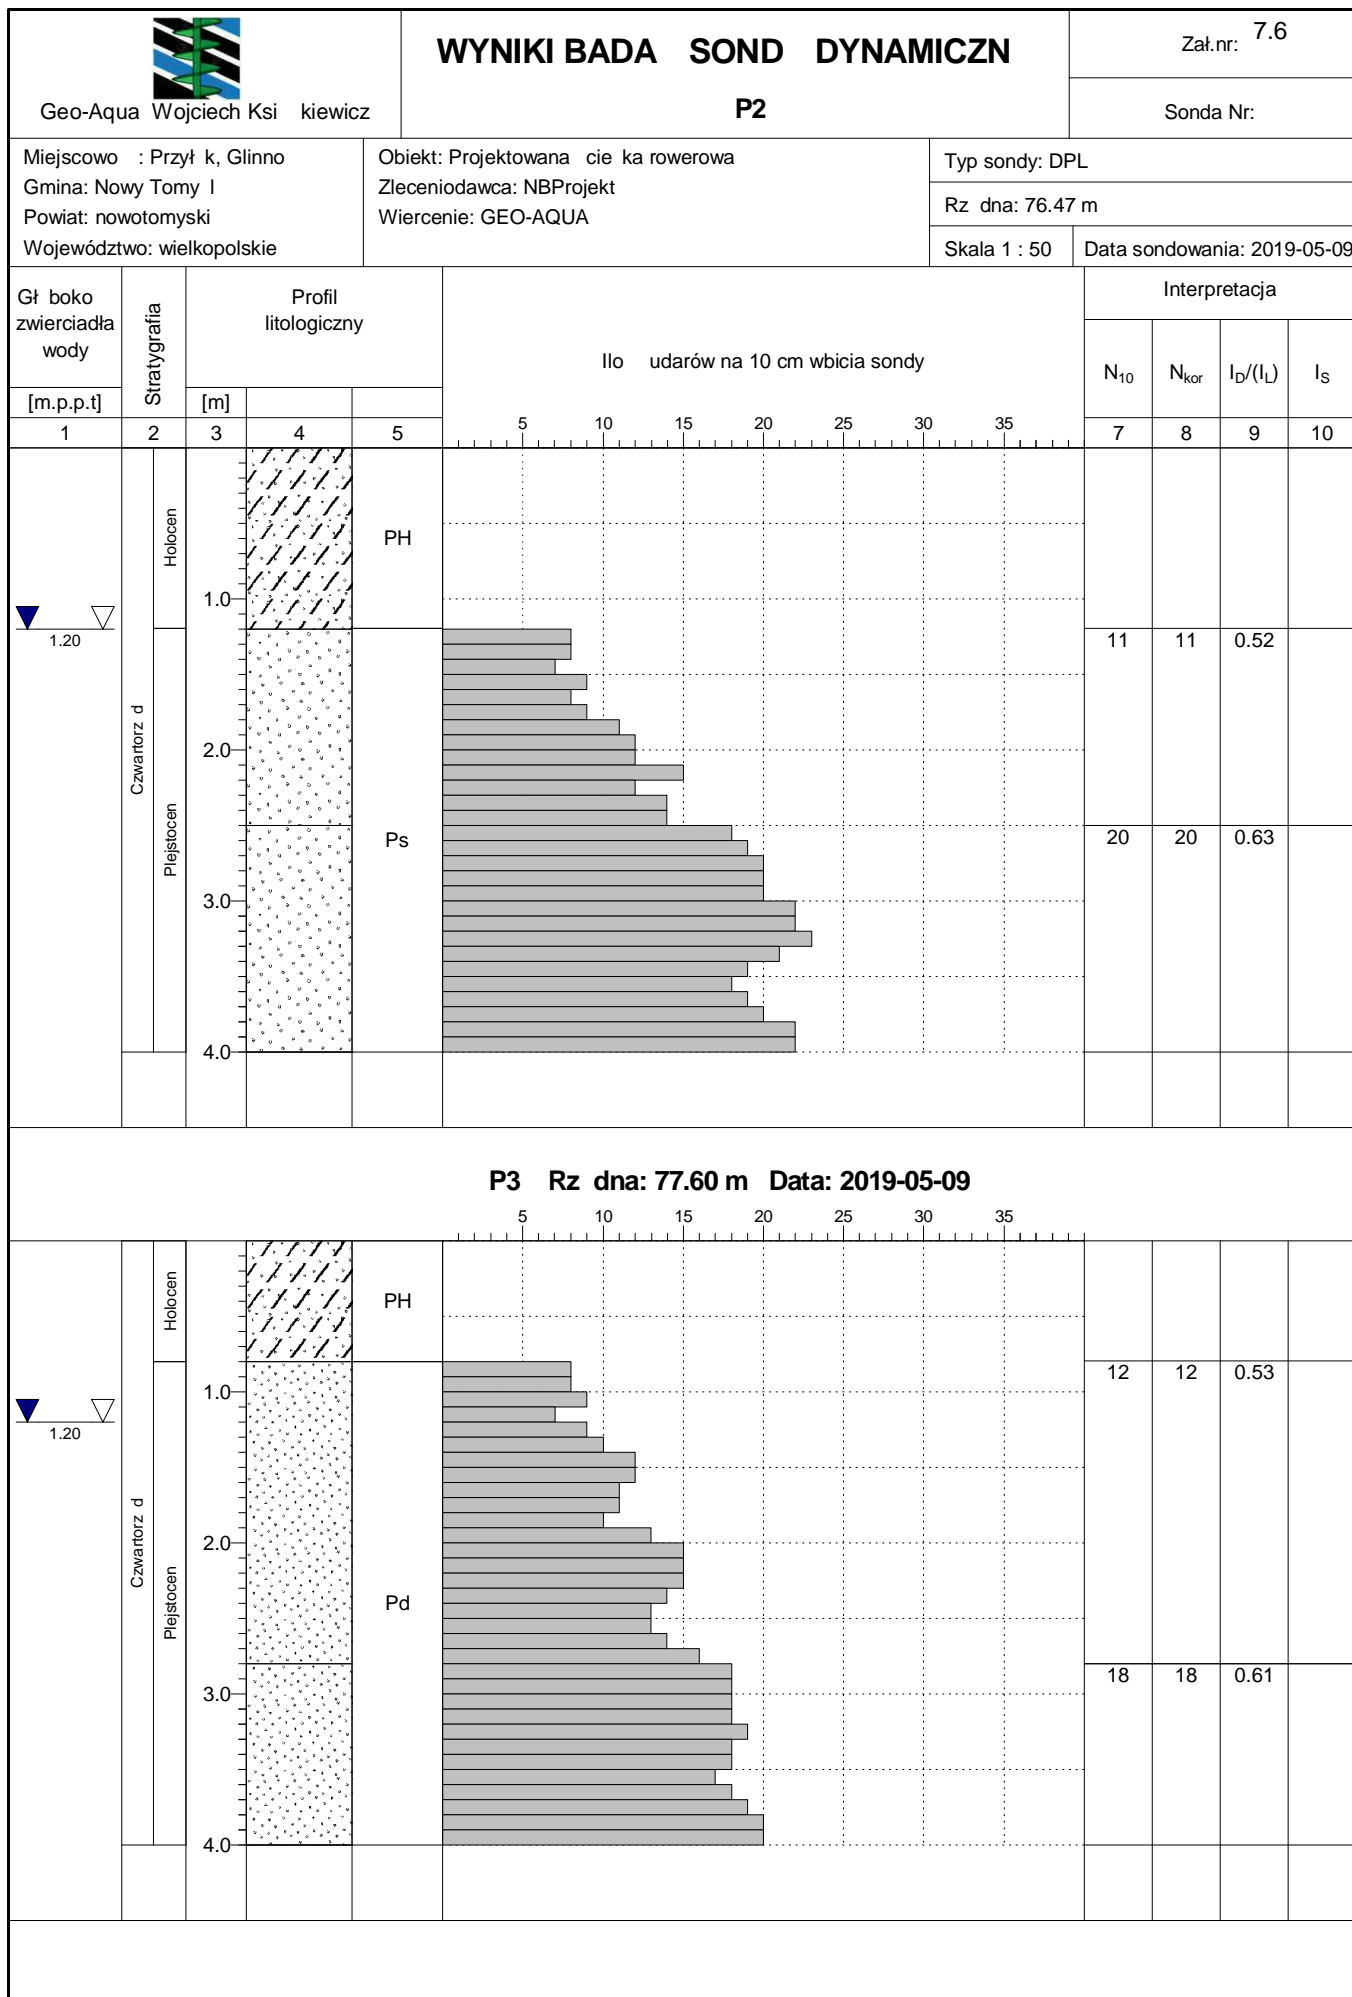 WYNIKI BADA SOND DYNAMICZN
P2
Zał.nr: 7.6
Sonda Nr:
Geo-Aqua Wojciech Ksi kiewicz
Miejscowo : Przył k, Glinno
Gmina: Nowy Tomy l
Powiat: nowotomyski
Województwo: wielkopolskie
Obiekt: Projektowana cie ka rowerowa
Zleceniodawca: NBProjekt
Wiercenie: GEO-AQUA
Typ sondy: DPL
Rz dna: 76.47 m
Skala 1 : 50 Data sondowania: 2019-05-09
Gł boko
zwierciadła
wody
[m.p.p.t]
Stratygrafia
Profil
litologiczny
[m]
Ilo udarów na 10 cm wbicia sondy
Interpretacja
N10 Nkor ID/(IL) IS
5 10 15 20 25 30 35
1 2 3 4 5 7 8 9 10
Holocen
PH
1.0
1.20
11 11 0.52
Czwartorz d
2.0
Plejstocen
Ps
20 20 0.63
3.0
4.0
P3 Rz dna: 77.60 m Data: 2019-05-09
5 10 15 20 25 30 35
Holocen
PH
12 12 0.53
1.0
1.20
Czwartorz d
2.0
Plejstocen
Pd
18 18 0.61
3.0
4.0